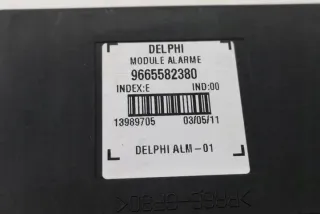 DELPHI
MODULE ALARME
9665582380
INDEX:E IND:00
13989705 03/05/11
DELPHI ALM-01